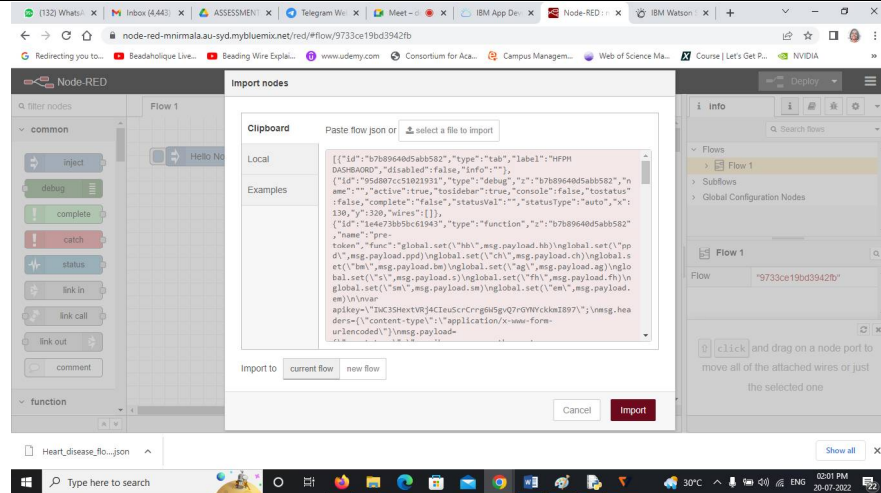 (132) WhatsA
Inbox (4,443)
ASSESSMENT
Telegram We
Meet – di
IBM App Dev
Node-RED : n
IBM Watson S
node-red-mnirmala.au-syd.mybluemix.net/red/#flow/9733ce19bd3942fb
Redirecting you to...
Beadaholique Live...
Beading Wire Explai...
www.udemy.com
Consortium for Aca...
Campus Managem...
Web of Science Ma...
Course | Let's Get P...
NVIDIA
Node-RED
Deploy
filter nodes
common
inject
debug
complete
catch
status
link in
link call
link out
comment
function
Flow 1
Hello No
Import nodes
Clipboard
Local
Examples
Paste flow json or select a file to import
[{"id":"b7b89640d5abb582","type":"tab","label":"HFPM
DASHBAORD","disabled":false,"info":""},
{"id":"95d807cc51021931","type":"debug","z":"b7b89640d5abb582","n
ame":"","active":true,"tosidebar":true,"console":false,"tostatus"
:false,"complete":"false","statusVal":"","statusType":"auto","x":
130,"y":320,"wires":[]},
{"id":"1e4e73bb5bc61943","type":"function","z":"b7b89640d5abb582"
,"name":"pre-
token","func":"global.set(\"hb\",msg.payload.hb)\nglobal.set(\"pp
d\",msg.payload.ppd)\nglobal.set(\"ch\",msg.payload.ch)\nglobal.s
et(\"bm\",msg.payload.bm)\nglobal.set(\"ag\",msg.payload.ag)\nglo
bal.set(\"s\",msg.payload.s)\nglobal.set(\"fh\",msg.payload.fh)\n
global.set(\"sm\",msg.payload.sm)\nglobal.set(\"em\",msg.payload.
em)\n\nvar
apikey=\"IWC3SHextVRj4CIeuScrCrrg6W5gvQ7rGYNYckkmI897\";\nmsg.hea
ders={\"content-type\":\"application/x-www-form-
urlencoded\"}\nmsg.payload=
Import to current flow new flow
Cancel
Import
info
Search flows
Flows
Flow 1
Subflows
Global Configuration Nodes
Flow 1
Flow "9733ce19bd3942fb"
click and drag on a node port to
move all of the attached wires or just
the selected one
Heart_disease_flo....json
Show all
Type here to search
30°C
ENG
02:01 PM
20-07-2022
22